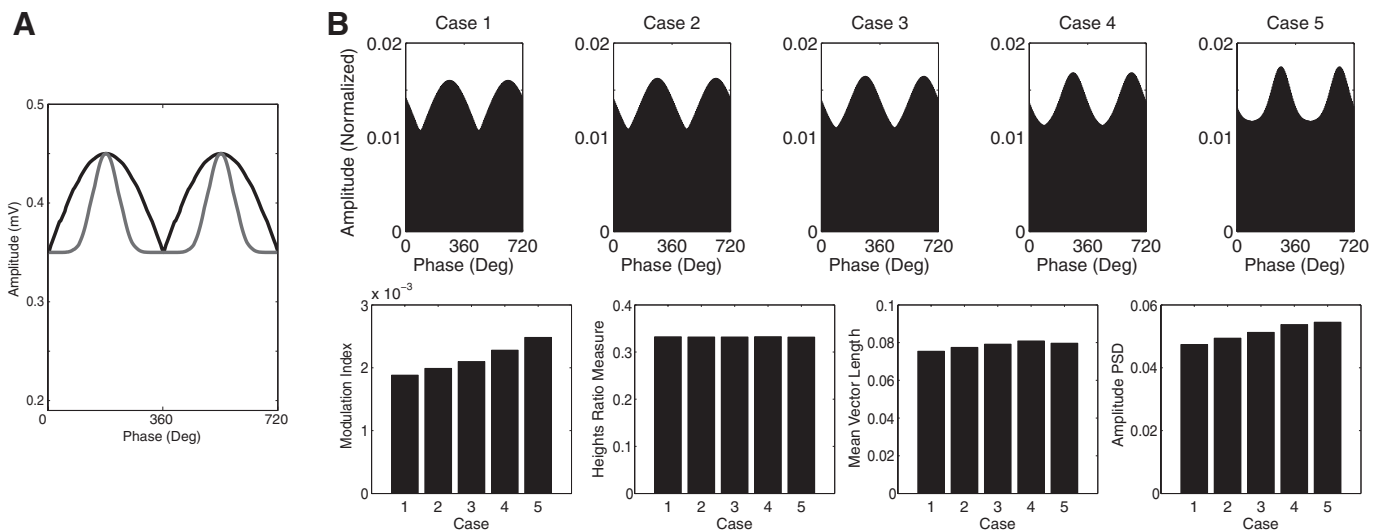 A
0.5
0.4
0.3
0.2
0 360 720
Phase (Deg)
Amplitude (mV)
B
Case 1 Case 2 Case 3 Case 4 Case 5
Amplitude (Normalized)
0.02 0.02 0.02 0.02 0.02
0.01 0.01 0.01 0.01 0.01
0 0 0 0 0
0 360 720 0 360 720 0 360 720 0 360 720 0 360 720
Phase (Deg) Phase (Deg) Phase (Deg) Phase (Deg) Phase (Deg)
x 10⁻³
Modulation Index
3
2
1
0
1 2 3 4 5
Case
Heights Ratio Measure
0.4
0.3
0.2
0.1
0
1 2 3 4 5
Case
Mean Vector Length
0.1
0.08
0.06
0.04
0.02
0
1 2 3 4 5
Case
Amplitude PSD
0.06
0.04
0.02
0
1 2 3 4 5
Case